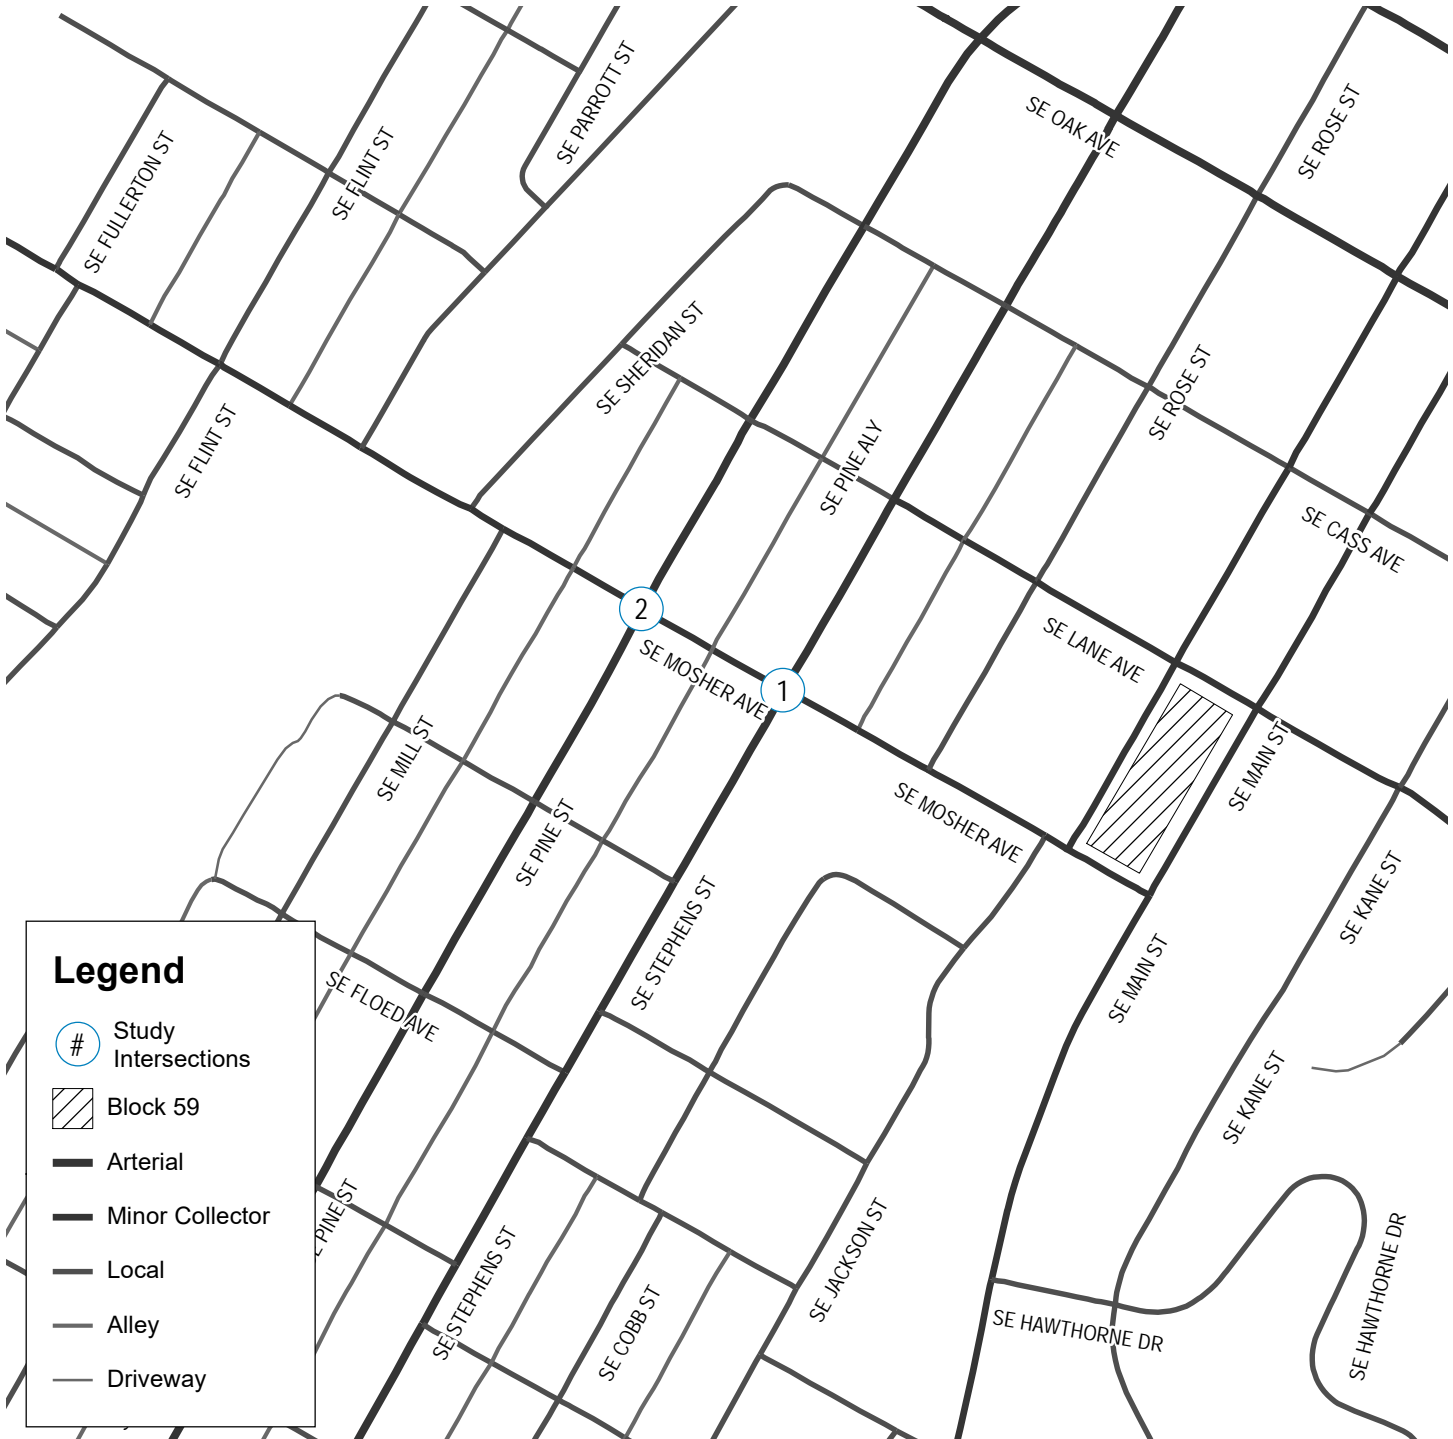 SE PARROTT ST
SE OAK AVE
SE ROSE ST
SE FULLERTON ST
SE FLINT ST
SE SHERIDAN ST
SE ROSE ST
SE FLINT ST
SE PINE ALY
SE CASS AVE
2
SE MOSHER AVE
1
SE LANE AVE
SE MILL ST
SE MAIN ST
SE PINE ST
SE MOSHER AVE
SE STEPHENS ST
SE KANE ST
SE MAIN ST
SE FLOED AVE
SE KANE ST
E PINE ST
SE STEPHENS ST
SE COBB ST
SE JACKSON ST
SE HAWTHORNE DR
SE HAWTHORNE DR
Legend
# Study
Intersections
Block 59
Arterial
Minor Collector
Local
Alley
Driveway